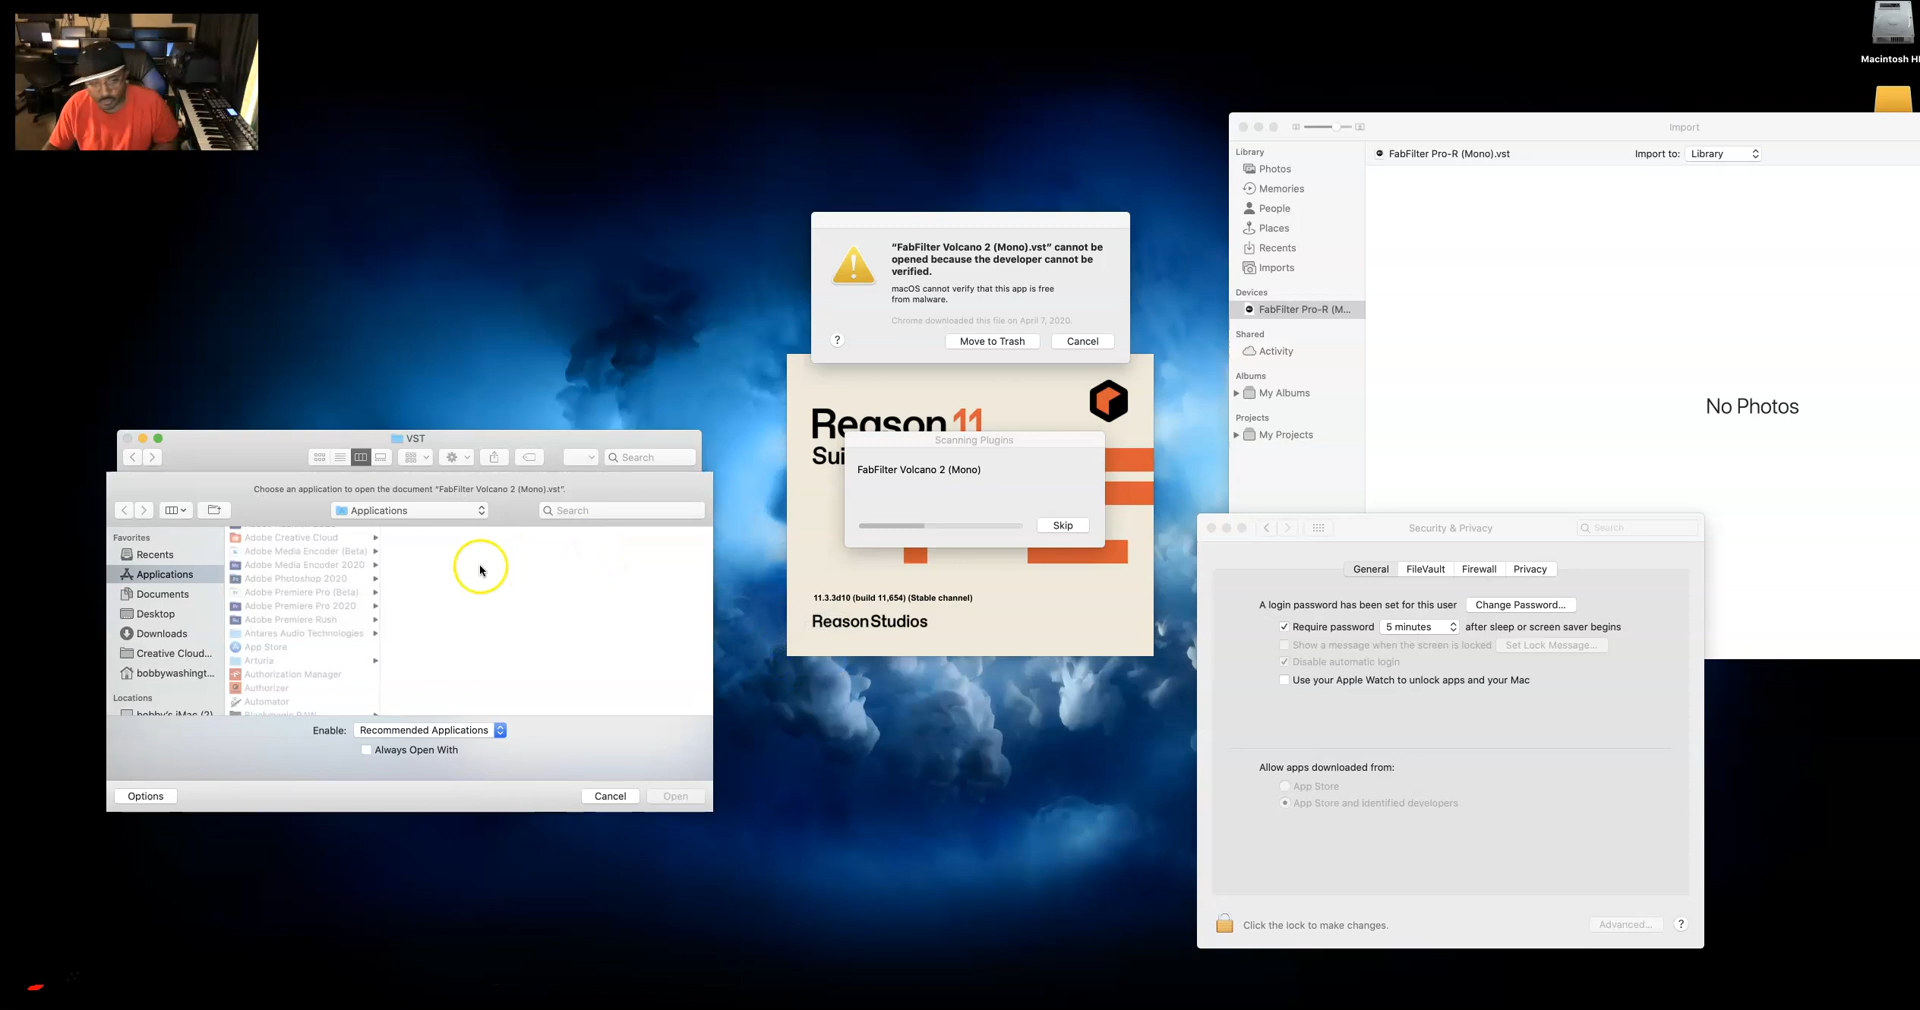 Macintosh H
Import
Library
Photos
Memories
People
Places
Recents
Imports
Devices
FabFilter Pro-R (M...
Shared
Activity
Albums
My Albums
Projects
My Projects
FabFilter Pro-R (Mono).vst
Import to: Library
No Photos
“FabFilter Volcano 2 (Mono).vst” cannot be
opened because the developer cannot be
verified.
macOS cannot verify that this app is free
from malware.
Chrome downloaded this file on April 7, 2020.
?
Move to Trash
Cancel
Reason 11
Sui
Scanning Plugins
FabFilter Volcano 2 (Mono)
Skip
11.3.3d10 (build 11,654) (Stable channel)
ReasonStudios
VST
Search
Choose an application to open the document “FabFilter Volcano 2 (Mono).vst”.
Applications
Search
Favorites
Recents
Applications
Documents
Desktop
Downloads
Creative Cloud...
bobbywashingt...
Locations
bobby's iMac (2)
Adobe Creative Cloud
Adobe Media Encoder (Beta)
Adobe Media Encoder 2020
Adobe Photoshop 2020
Adobe Premiere Pro (Beta)
Adobe Premiere Pro 2020
Adobe Premiere Rush
Antares Audio Technologies
App Store
Arturia
Authorization Manager
Authorizer
Automator
Blackmagic RAW
Enable: Recommended Applications
Always Open With
Options
Cancel
Open
Security & Privacy
Search
General
FileVault
Firewall
Privacy
A login password has been set for this user
Change Password...
Require password 5 minutes after sleep or screen saver begins
Show a message when the screen is locked
Set Lock Message...
Disable automatic login
Use your Apple Watch to unlock apps and your Mac
Allow apps downloaded from:
App Store
App Store and identified developers
Click the lock to make changes.
Advanced...
?